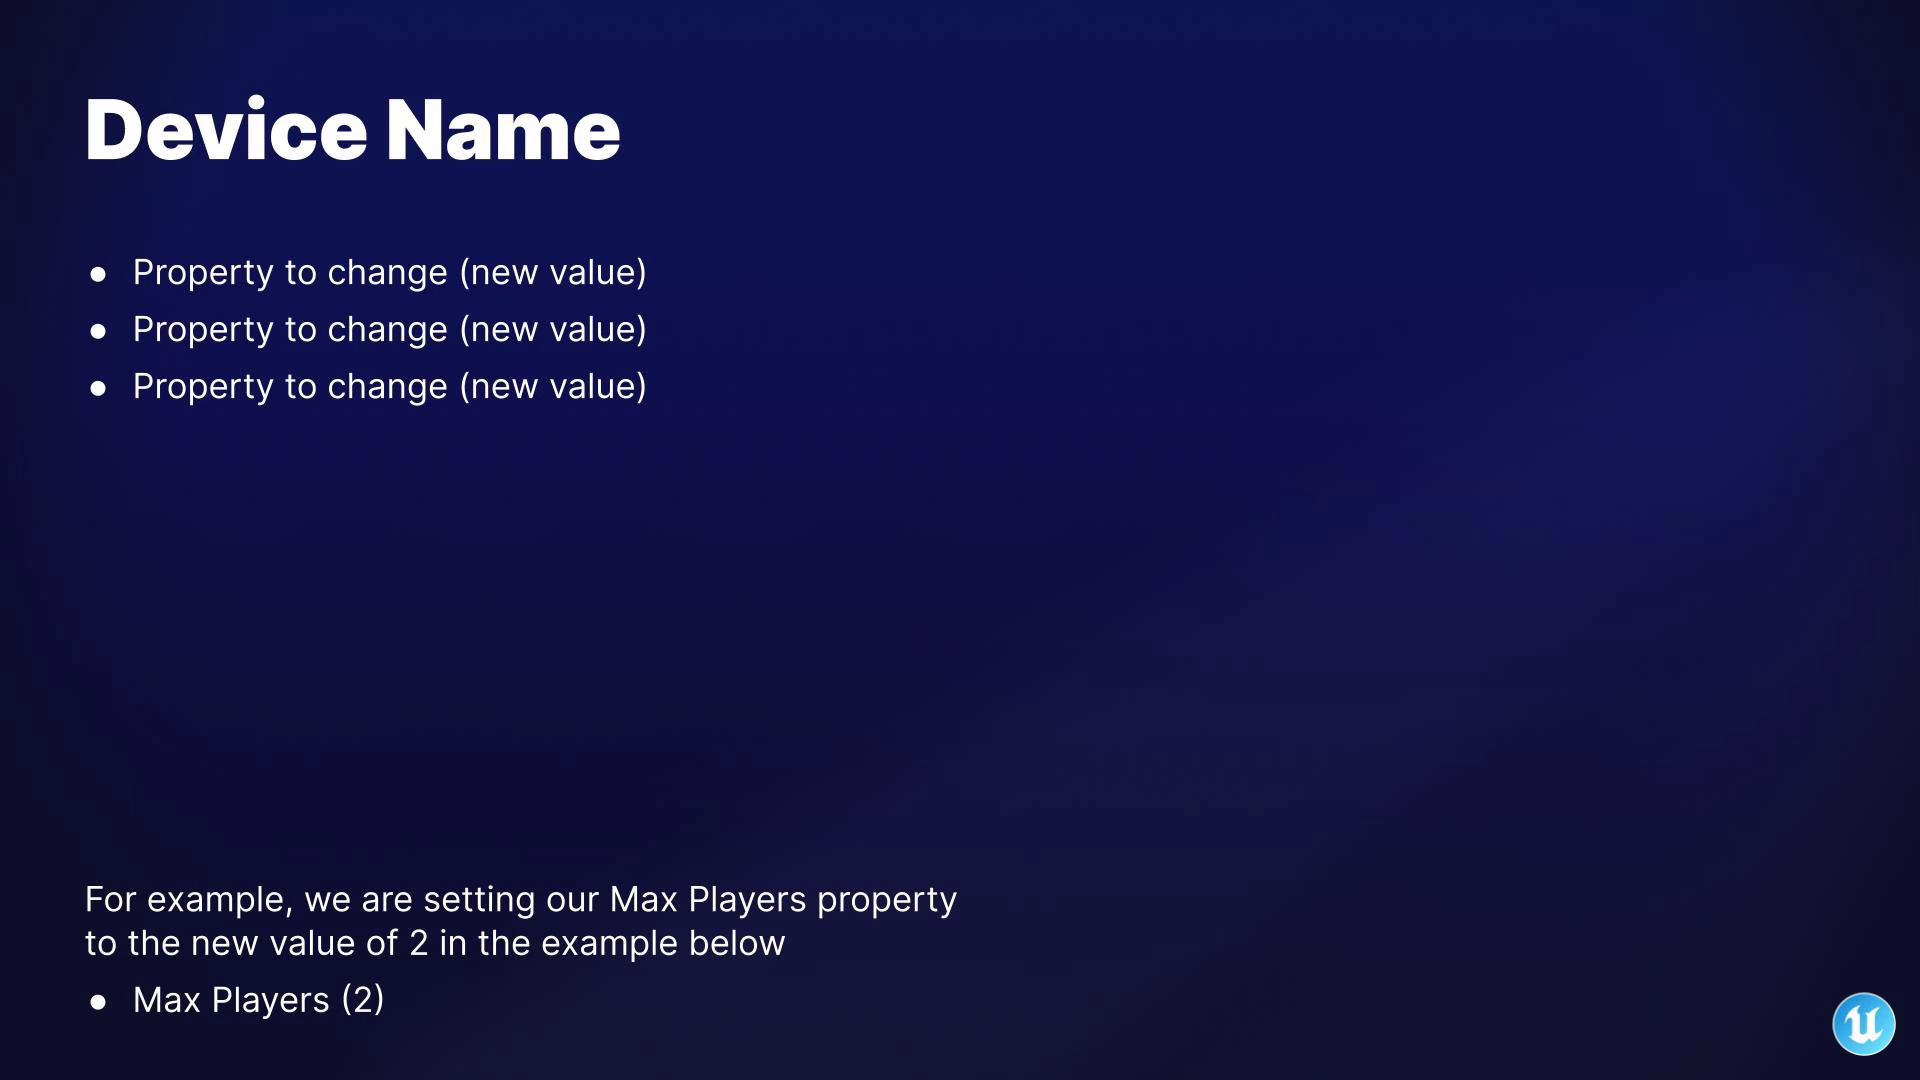 Device Name
● Property to change (new value)
● Property to change (new value)
● Property to change (new value)
For example, we are setting our Max Players property
to the new value of 2 in the example below
● Max Players (2)